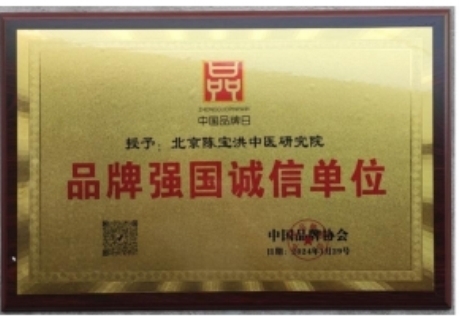 中国品牌日
授予：北京陈宝洪中医研究院
品牌强国诚信单位
中国品牌协会